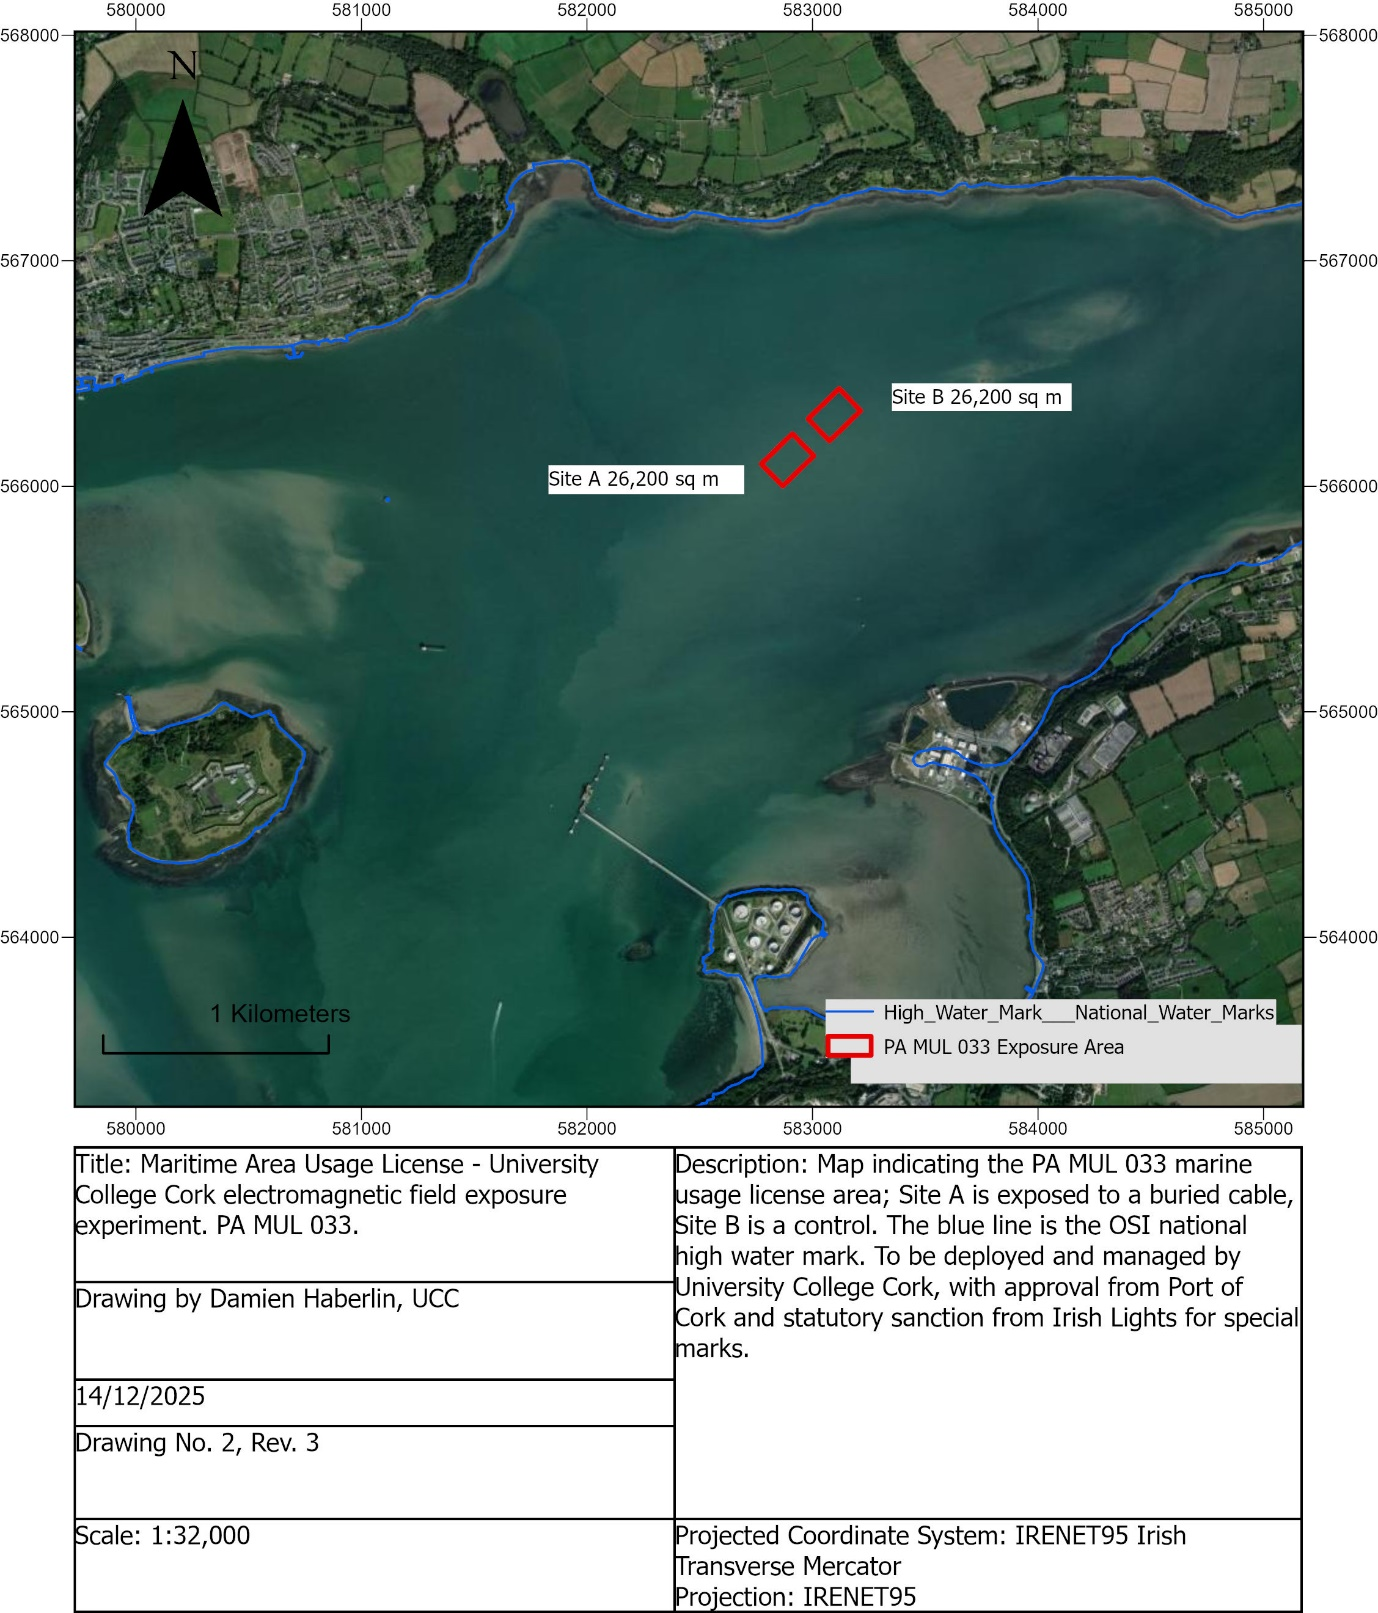 580000 581000 582000 583000 584000 585000
568000 568000
N
567000 567000
Site B 26,200 sq m
Site A 26,200 sq m
566000 566000
565000 565000
564000 564000
1 Kilometers
High_Water_Mark___National_Water_Marks
PA MUL 033 Exposure Area
580000 581000 582000 583000 584000 585000
Title: Maritime Area Usage License - University
College Cork electromagnetic field exposure
experiment. PA MUL 033.
Drawing by Damien Haberlin, UCC
14/12/2025
Drawing No. 2, Rev. 3
Scale: 1:32,000
Description: Map indicating the PA MUL 033 marine
usage license area; Site A is exposed to a buried cable,
Site B is a control. The blue line is the OSI national
high water mark. To be deployed and managed by
University College Cork, with approval from Port of
Cork and statutory sanction from Irish Lights for special
marks.
Projected Coordinate System: IRENET95 Irish
Transverse Mercator
Projection: IRENET95